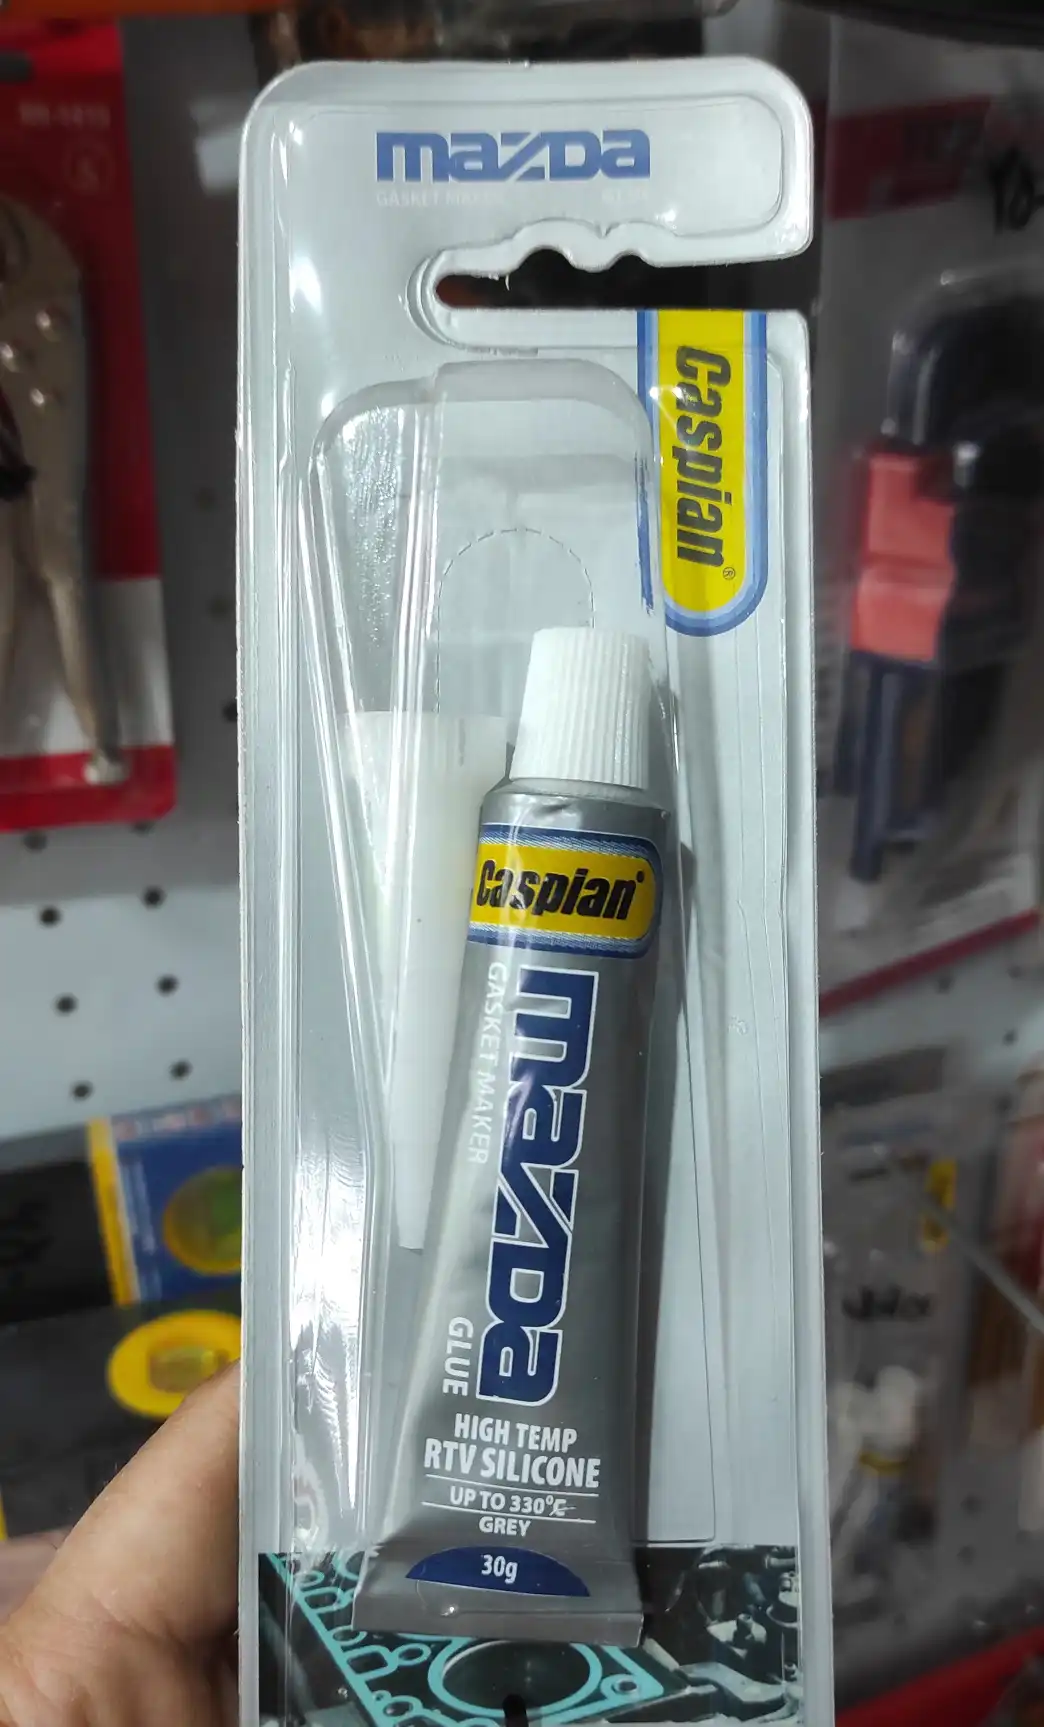 mazda
GASKET MAKER
Caspian®
Caspian®
mazda
GASKET MAKER
GLUE
HIGH TEMP
RTV SILICONE
UP TO 330°F
GREY
30g